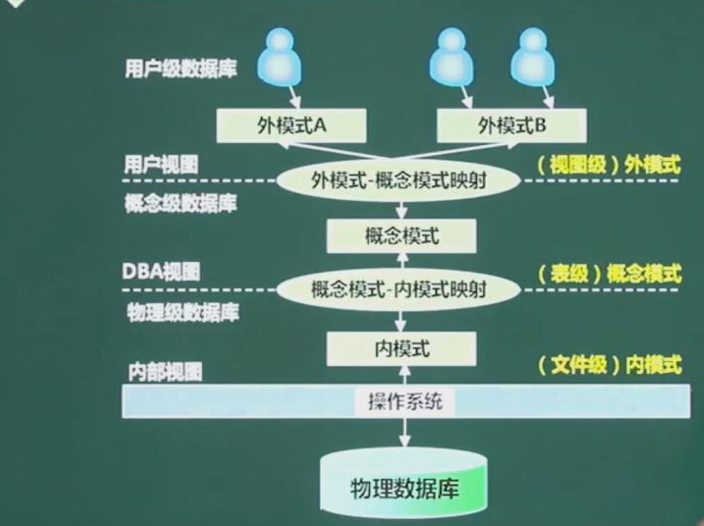 用户级数据库
外模式A
外模式B
用户视图
外模式-概念模式映射
(视图级)外模式
概念级数据库
概念模式
DBA视图
概念模式-内模式映射
(表级)概念模式
物理级数据库
内模式
内部视图
(文件级)内模式
操作系统
物理数据库